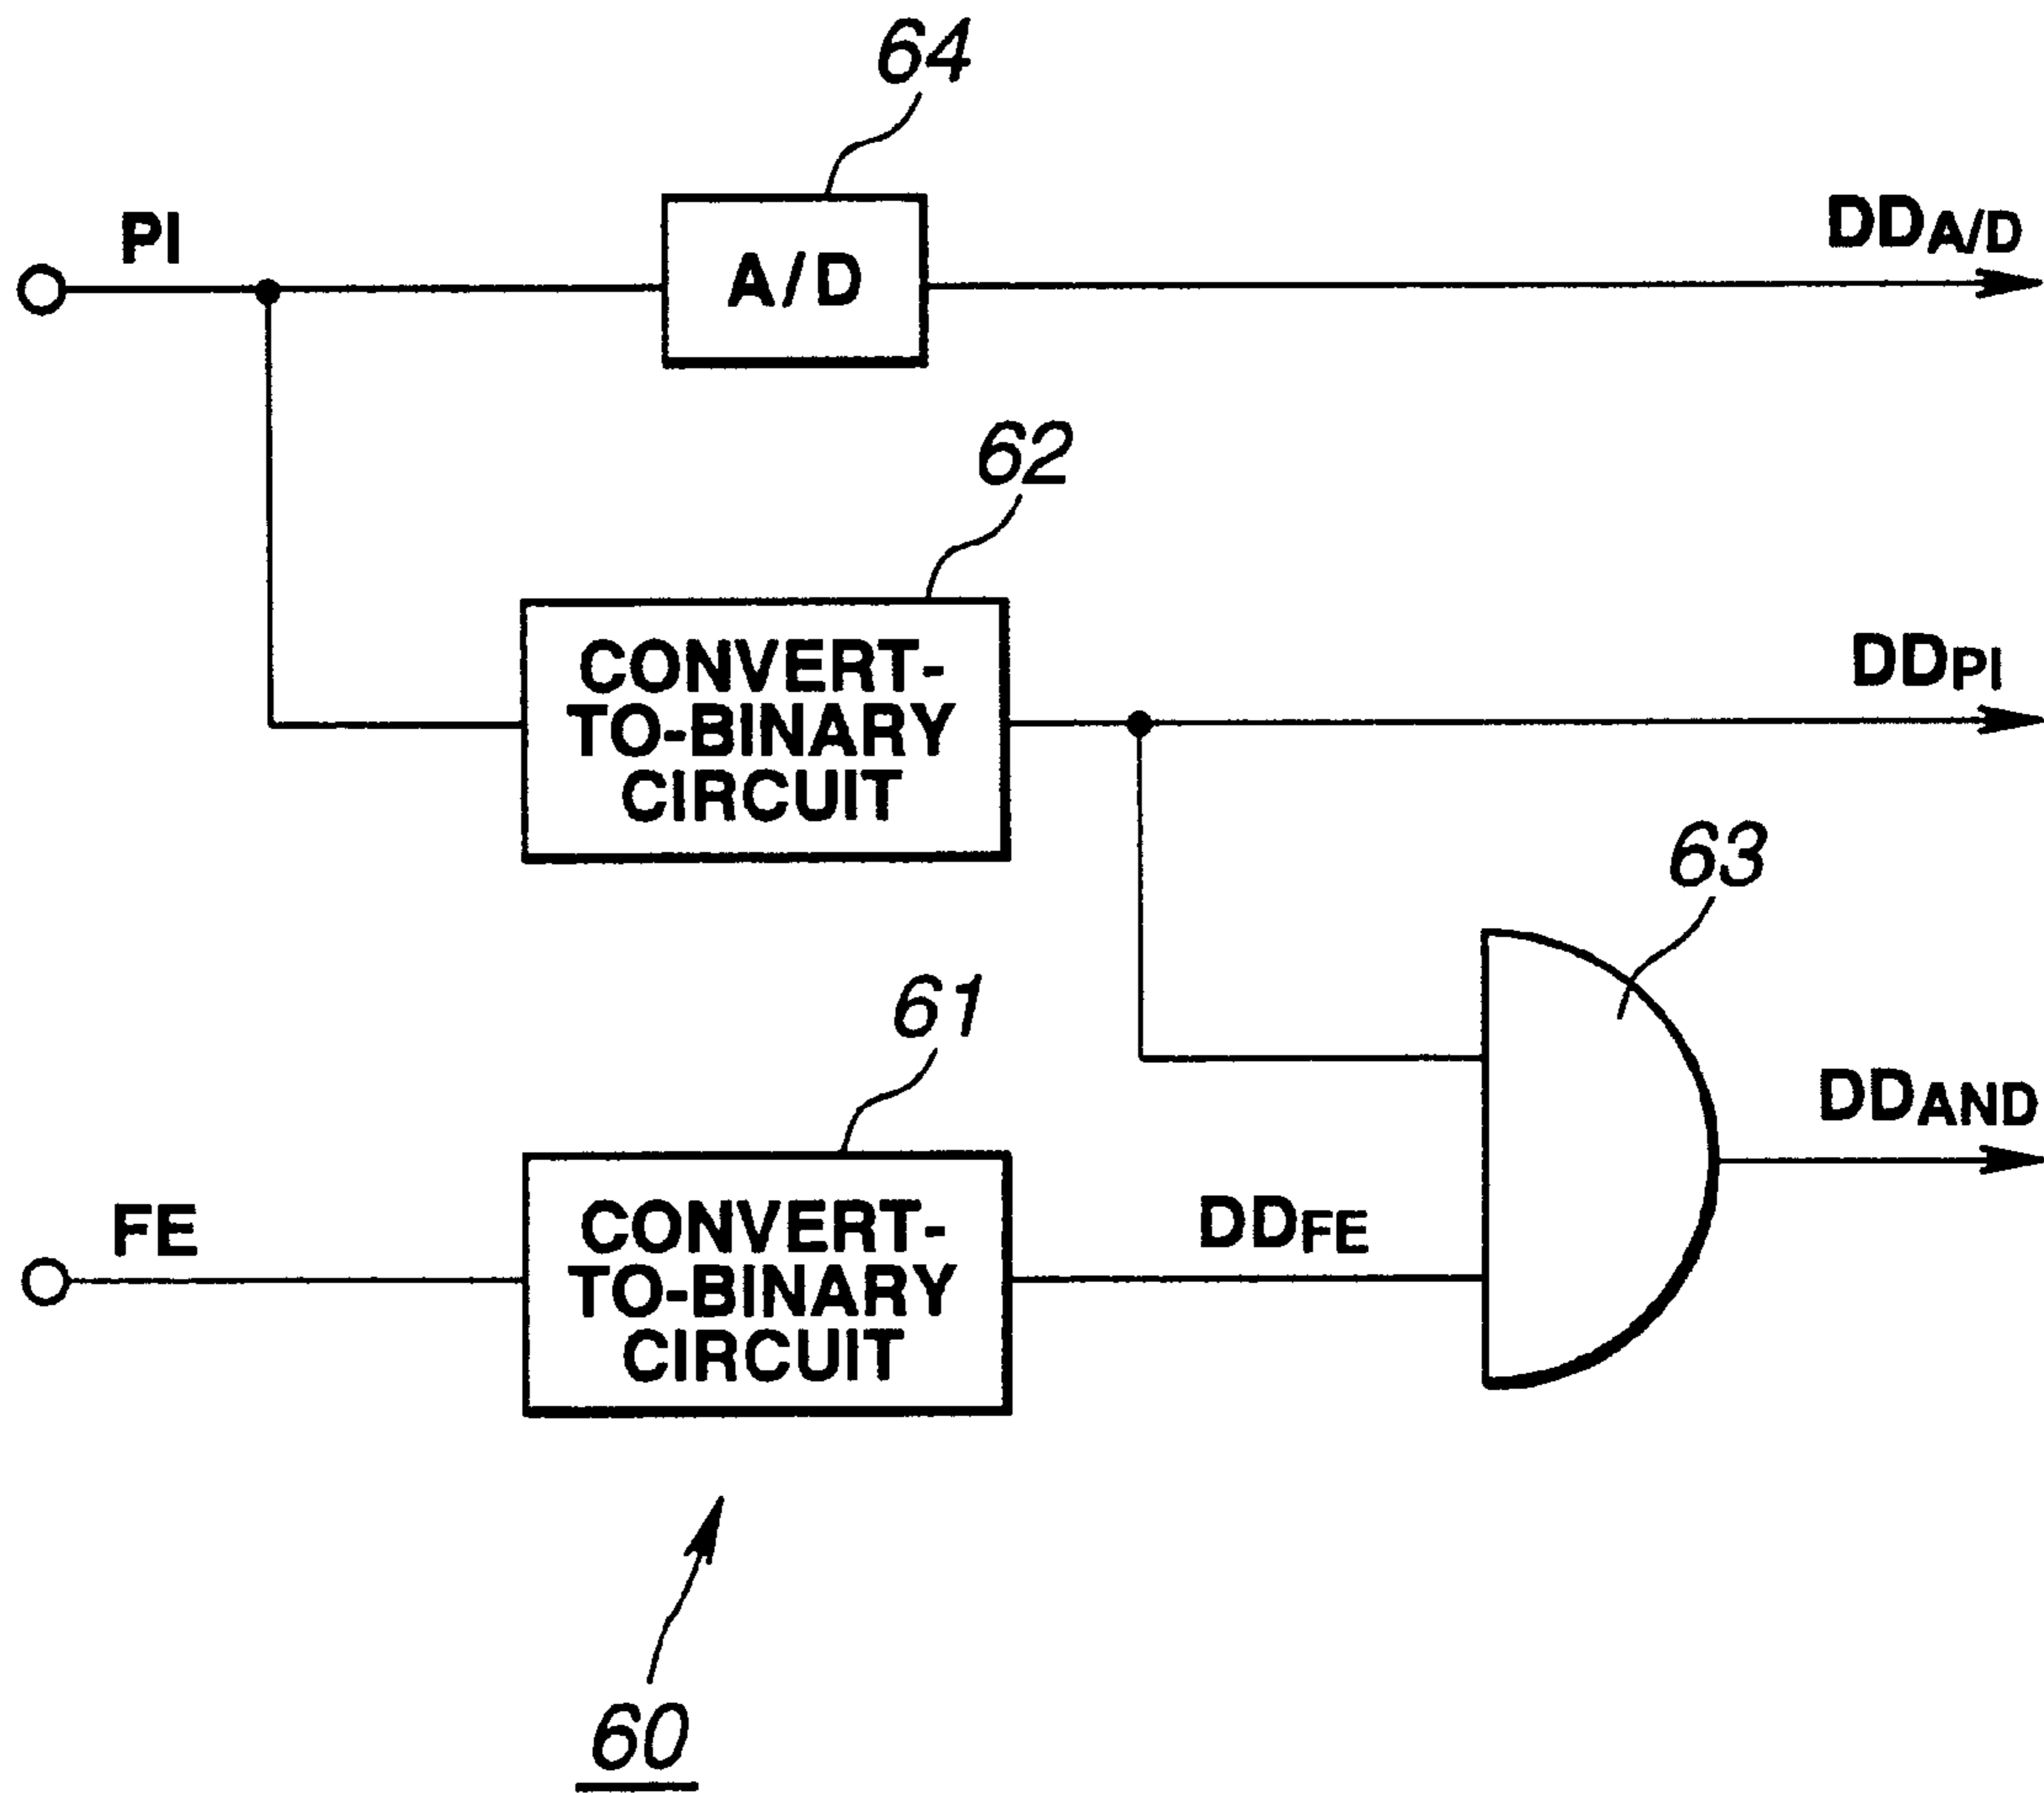 64
PI
A/D
DDA/D
62
CONVERT-
TO-BINARY
CIRCUIT
DDPI
63
61
FE
CONVERT-
TO-BINARY
CIRCUIT
DDFE
DDAND
60